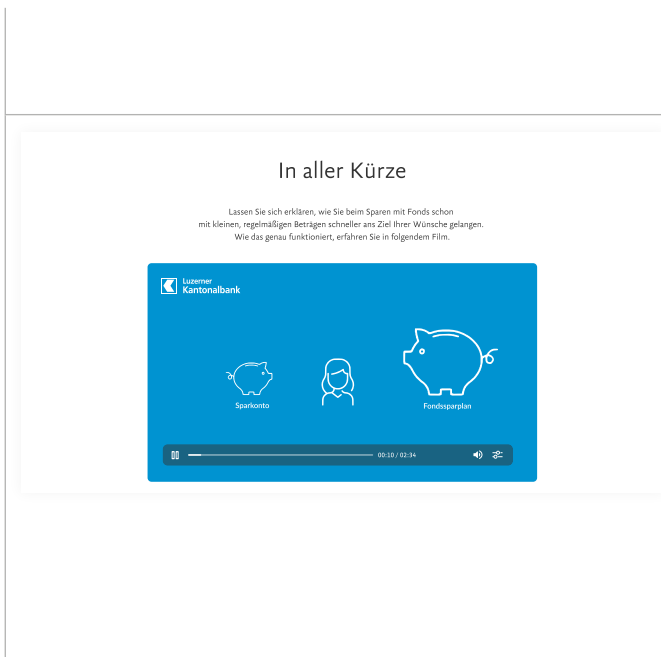 In aller Kürze
Lassen Sie sich erklären, wie Sie beim Sparen mit Fonds schon
mit kleinen, regelmäßigen Beträgen schneller ans Ziel Ihrer Wünsche gelangen.
Wie das genau funktioniert, erfahren Sie in folgendem Film.
Luzerner
Kantonalbank
Sparkonto
Fondssparplan
00:10 / 02:34